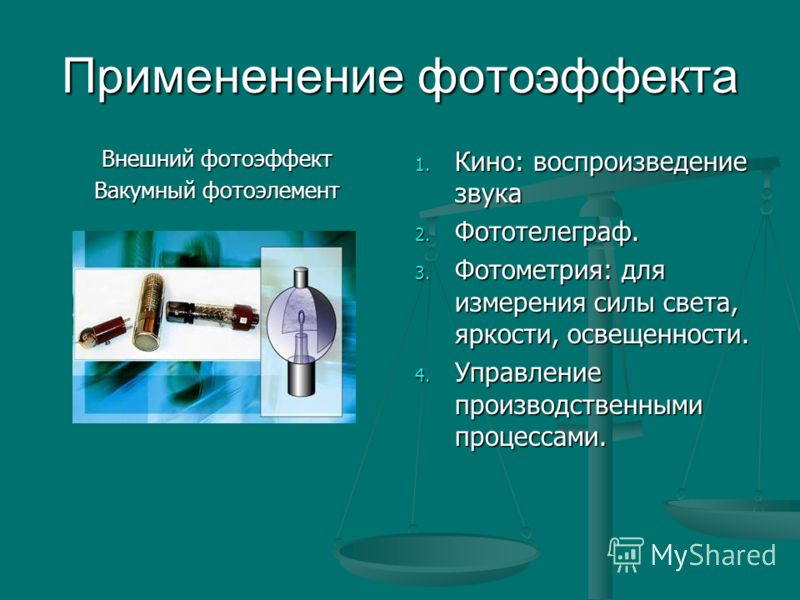 Примененение фотоэффекта
Внешний фотоэффект
Вакумный фотоэлемент
1. Кино: воспроизведение
звука
2. Фототелеграф.
3. Фотометрия: для
измерения силы света,
яркости, освещенности.
4. Управление
производственными
процессами.
MyShared